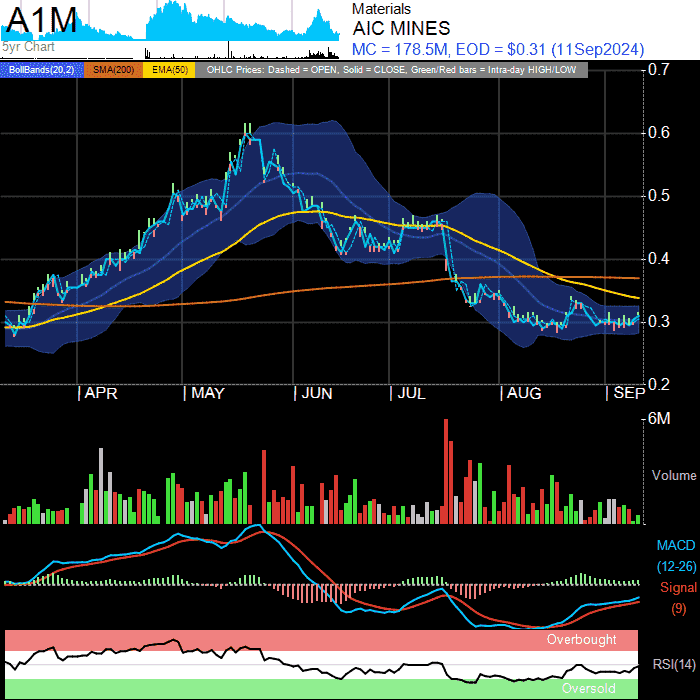 A1M
5yr Chart
Materials
AIC MINES
MC = 178.5M, EOD = $0.31 (11Sep2024)
BollBands(20,2) SMA(200) EMA(50) OHLC Prices: Dashed = OPEN, Solid = CLOSE, Green/Red bars = Intra-day HIGH/LOW
0.7
0.6
0.5
0.4
0.3
0.2
APR MAY JUN JUL AUG SEP
6M
Volume
MACD
(12-26)
Signal
(9)
Overbought
RSI(14)
Oversold